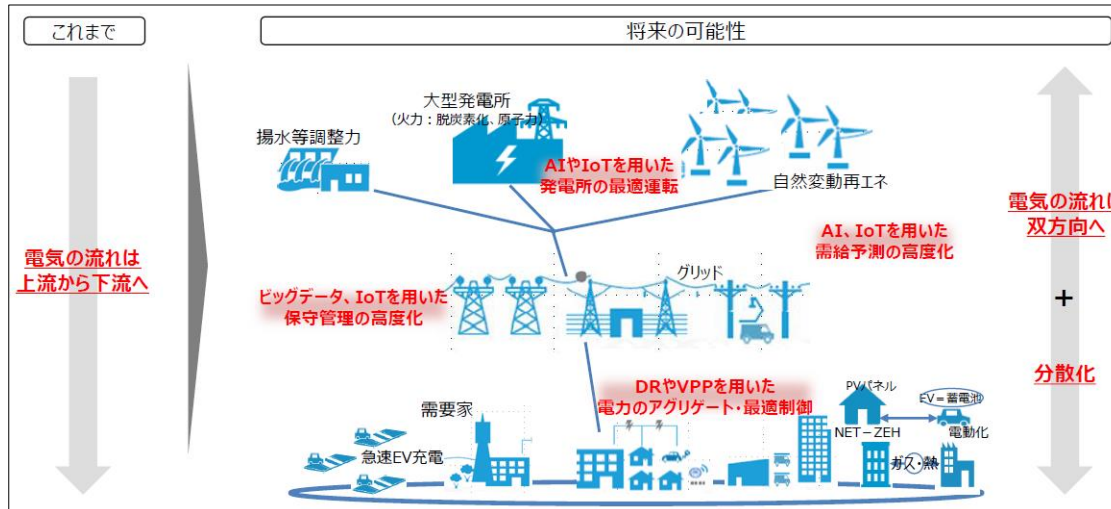 これまで
将来の可能性
電気の流れは
上流から下流へ
大型発電所
（火力：脱炭素化、原子力）
揚水等調整力
AIやIoTを用いた
発電所の最適運転
自然変動再エネ
AI、IoTを用いた
需給予測の高度化
電気の流れは
双方向へ
+
分散化
グリッド
ビッグデータ、IoTを用いた
保守管理の高度化
DRやVPPを用いた
電力のアグリゲート・最適制御
需要家
急速EV充電
PVパネル
EV＝蓄電池
NET－ZEH
電動化
ガス・熱